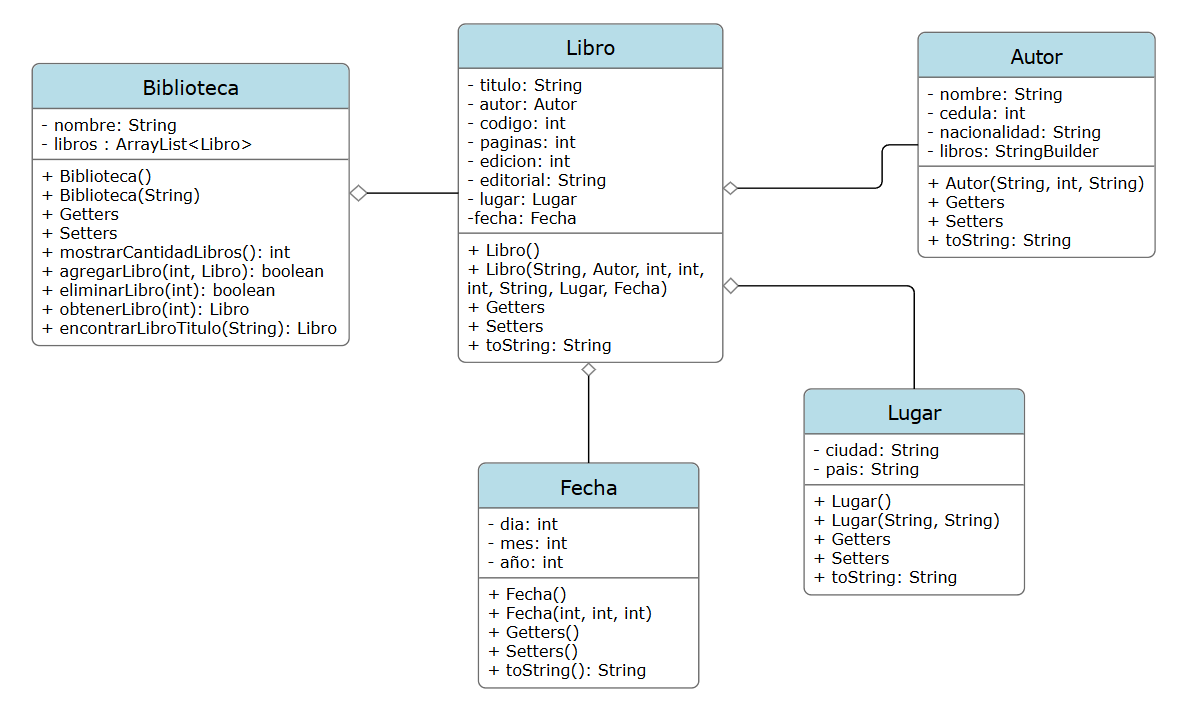 Biblioteca
- nombre: String
- libros : ArrayList<Libro>
+ Biblioteca()
+ Biblioteca(String)
+ Getters
+ Setters
+ mostrarCantidadLibros(): int
+ agregarLibro(int, Libro): boolean
+ eliminarLibro(int): boolean
+ obtenerLibro(int): Libro
+ encontrarLibroTitulo(String): Libro
Libro
- titulo: String
- autor: Autor
- codigo: int
- paginas: int
- edicion: int
- editorial: String
- lugar: Lugar
-fecha: Fecha
+ Libro()
+ Libro(String, Autor, int, int,
int, String, Lugar, Fecha)
+ Getters
+ Setters
+ toString: String
Autor
- nombre: String
- cedula: int
- nacionalidad: String
- libros: StringBuilder
+ Autor(String, int, String)
+ Getters
+ Setters
+ toString: String
Fecha
- dia: int
- mes: int
- año: int
+ Fecha()
+ Fecha(int, int, int)
+ Getters()
+ Setters()
+ toString(): String
Lugar
- ciudad: String
- pais: String
+ Lugar()
+ Lugar(String, String)
+ Getters
+ Setters
+ toString: String